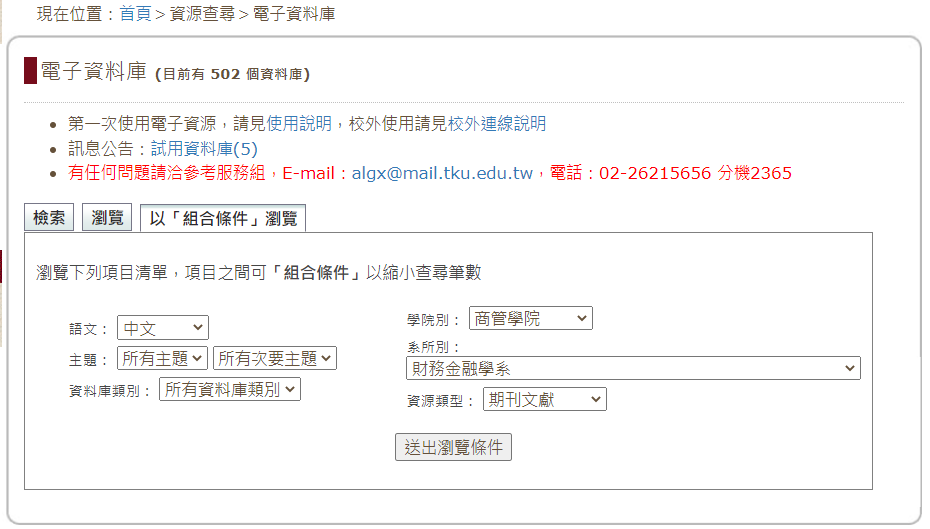 現在位置：首頁 > 資源查尋 > 電子資料庫
電子資料庫 (目前有 502 個資料庫)
第一次使用電子資源，請見使用說明，校外使用請見校外連線說明
訊息公告：試用資料庫(5)
有任何問題請洽參考服務組，E-mail：algx@mail.tku.edu.tw，電話：02-26215656 分機2365
檢索 瀏覽 以「組合條件」瀏覽
瀏覽下列項目清單，項目之間可「組合條件」以縮小查尋筆數
語文： 中文
主題： 所有主題 所有次要主題
資料庫類別： 所有資料庫類別
學院別： 商管學院
系所別：
財務金融學系
資源類型： 期刊文獻
送出瀏覽條件